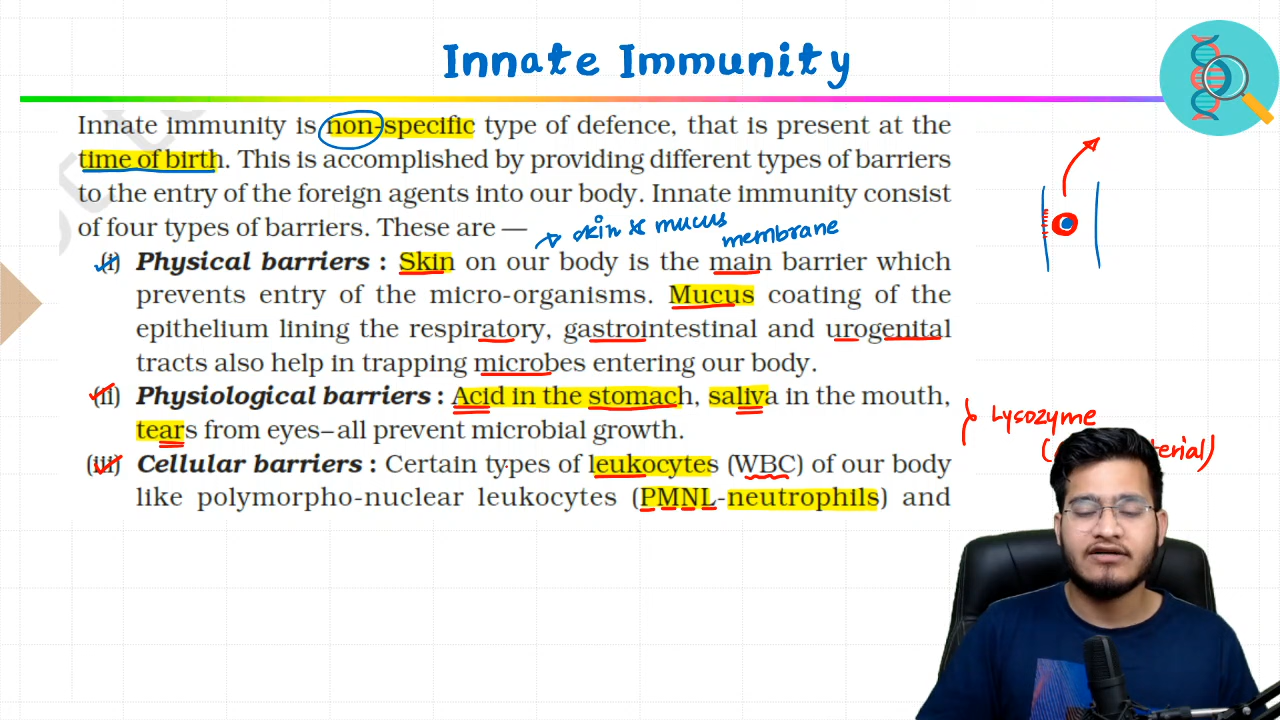 Innate Immunity
Innate immunity is non-specific type of defence, that is present at the
time of birth. This is accomplished by providing different types of barriers
to the entry of the foreign agents into our body. Innate immunity consist
of four types of barriers. These are —
skin & mucus
membrane
(i) Physical barriers : Skin on our body is the main barrier which
prevents entry of the micro-organisms. Mucus coating of the
epithelium lining the respiratory, gastrointestinal and urogenital
tracts also help in trapping microbes entering our body.
(ii) Physiological barriers : Acid in the stomach, saliva in the mouth,
tears from eyes–all prevent microbial growth.
Lysozyme
(iii) Cellular barriers : Certain types of leukocytes (WBC) of our body
like polymorpho-nuclear leukocytes (PMNL-neutrophils) and